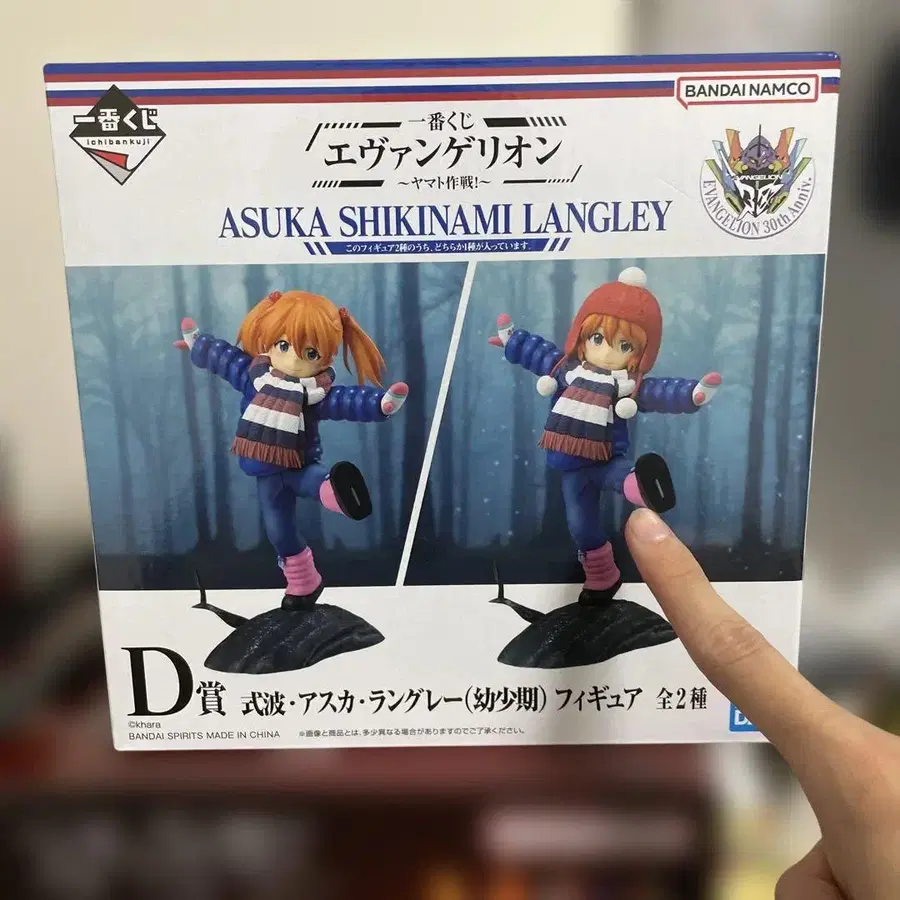 一番くじ
ichibankuji
一番くじ
エヴァンゲリオン
～ヤマト作戦!～
BANDAI NAMCO
EVANGELION
EVANGELION 30th Anniv.
ASUKA SHIKINAMI LANGLEY
このフィギュア2種のうち、どちらか1種が入っています。
D賞 式波・アスカ・ラングレー(幼少期) フィギュア 全2種
©khara
BANDAI SPIRITS MADE IN CHINA ※画像と商品とは、多少異なる場合がありますのでご了承ください。